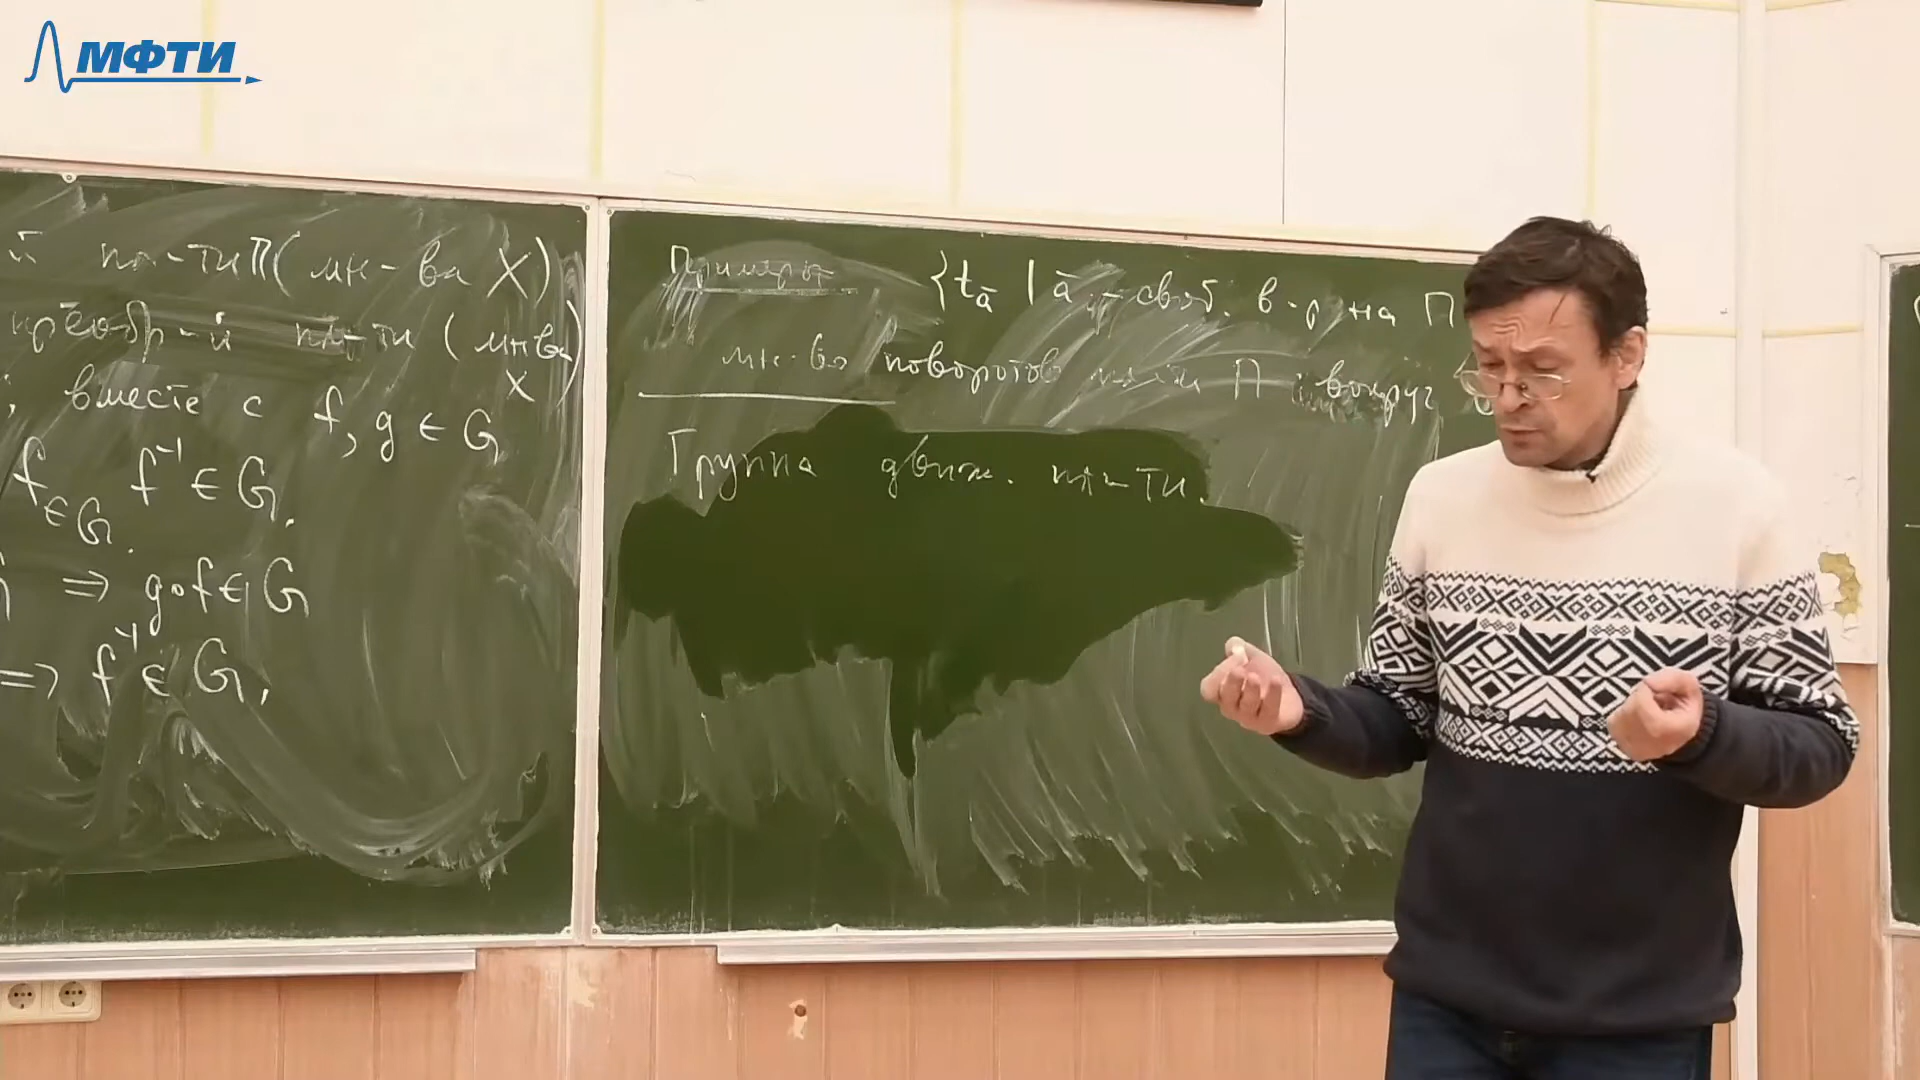 МФТИ
й пл-ти П (мн-ва X)
преобр-й пл-ти (мн-ва X)
; вместе с f, g ∈ G
f ∈ G. f⁻¹ ∈ G.
⇒ g∘f ∈ G
⇒ f⁻¹ ∈ G,
Примеры {t_ā | ā - своб. в-р на П
мн-во поворотов пл-ти П вокруг
Группа движ. пл-ти.